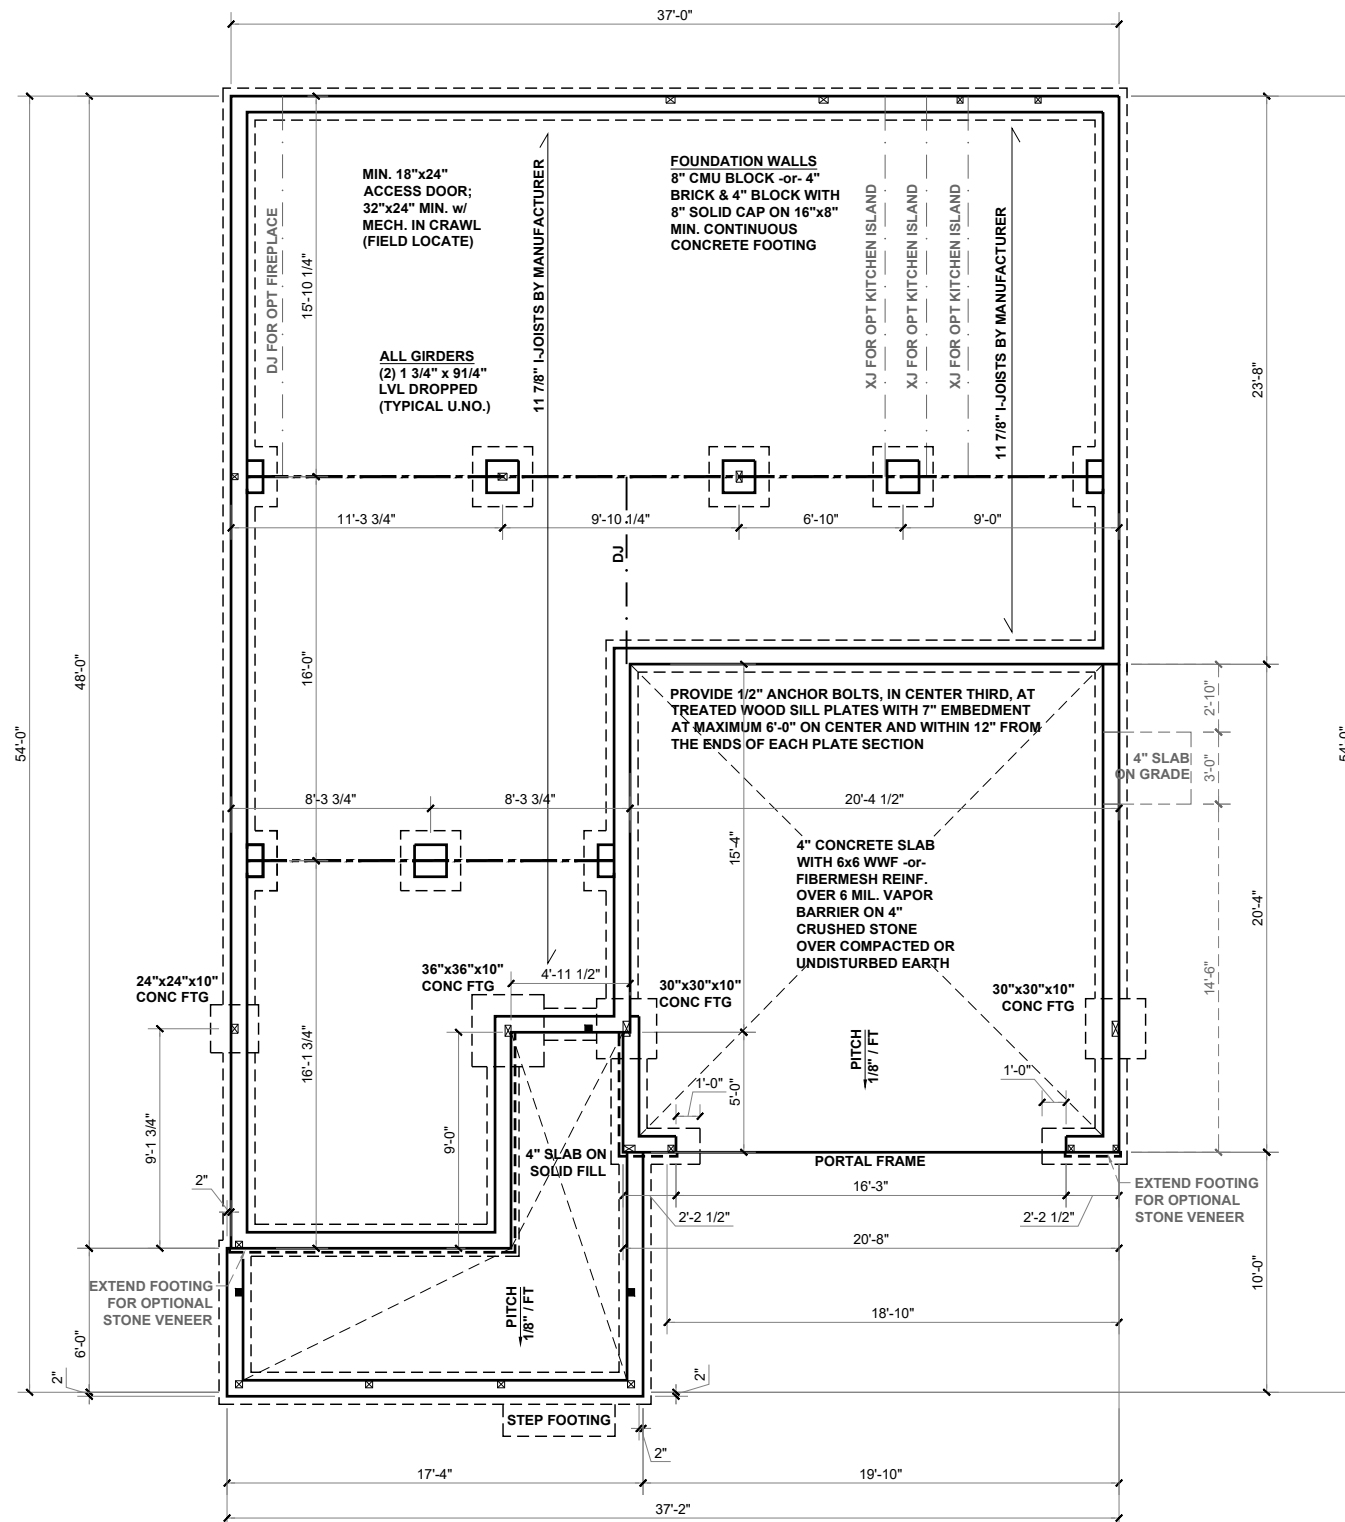 37'-0"
MIN. 18"x24"
ACCESS DOOR;
32"x24" MIN. w/
MECH. IN CRAWL
(FIELD LOCATE)
FOUNDATION WALLS
8" CMU BLOCK -or- 4"
BRICK & 4" BLOCK WITH
8" SOLID CAP ON 16"x8"
MIN. CONTINUOUS
CONCRETE FOOTING
DJ FOR OPT FIREPLACE
15'-10 1/4"
11 7/8" I-JOISTS BY MANUFACTURER
XJ FOR OPT KITCHEN ISLAND
XJ FOR OPT KITCHEN ISLAND
XJ FOR OPT KITCHEN ISLAND
11 7/8" I-JOISTS BY MANUFACTURER
ALL GIRDERS
(2) 1 3/4" x 91/4"
LVL DROPPED
(TYPICAL U.NO.)
23'-8"
11'-3 3/4"
9'-10 1/4"
6'-10"
9'-0"
DJ
48'-0"
54'-0"
16'-0"
54'-0"
PROVIDE 1/2" ANCHOR BOLTS, IN CENTER THIRD, AT
TREATED WOOD SILL PLATES WITH 7" EMBEDMENT
AT MAXIMUM 6'-0" ON CENTER AND WITHIN 12" FROM
THE ENDS OF EACH PLATE SECTION
2'-10"
4" SLAB
ON GRADE
3'-0"
8'-3 3/4"
8'-3 3/4"
20'-4 1/2"
15'-4"
4" CONCRETE SLAB
WITH 6x6 WWF -or-
FIBERMESH REINF.
OVER 6 MIL. VAPOR
BARRIER ON 4"
CRUSHED STONE
OVER COMPACTED OR
UNDISTURBED EARTH
20'-4"
14'-6"
24"x24"x10"
CONC FTG
36"x36"x10"
CONC FTG
4'-11 1/2"
30"x30"x10"
CONC FTG
30"x30"x10"
CONC FTG
16'-1 3/4"
PITCH
1/8" / FT
1'-0"
5'-0"
1'-0"
9'-1 3/4"
9'-0"
4" SLAB ON
SOLID FILL
PORTAL FRAME
2"
16'-3"
EXTEND FOOTING
FOR OPTIONAL
STONE VENEER
2'-2 1/2"
2'-2 1/2"
20'-8"
10'-0"
EXTEND FOOTING
FOR OPTIONAL
STONE VENEER
PITCH
1/8" / FT
18'-10"
6'-0"
2"
2"
STEP FOOTING
2"
17'-4"
19'-10"
37'-2"